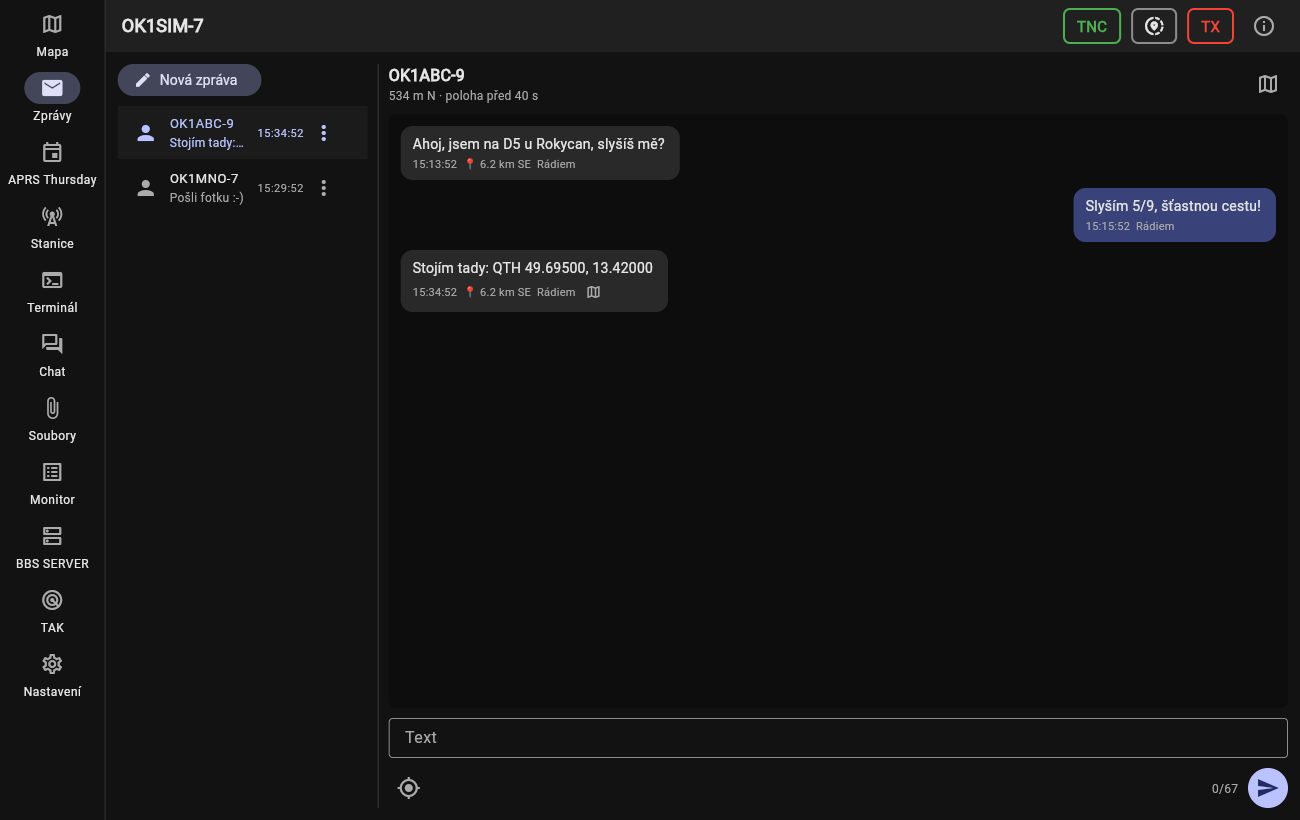 OK1SIM-7
TNC
TX
Mapa
Zprávy
APRS Thursday
Stanice
Terminál
Chat
Soubory
Monitor
BBS SERVER
TAK
Nastavení
Nová zpráva
OK1ABC-9
15:34:52
Stojím tady:...
OK1MNO-7
15:29:52
Pošli fotku :-)
OK1ABC-9
534 m N · poloha před 40 s
Ahoj, jsem na D5 u Rokycan, slyšíš mě?
15:13:52 📍 6.2 km SE Rádiem
Slyším 5/9, šťastnou cestu!
15:15:52 Rádiem
Stojím tady: QTH 49.69500, 13.42000
15:34:52 📍 6.2 km SE Rádiem
Text
0/67